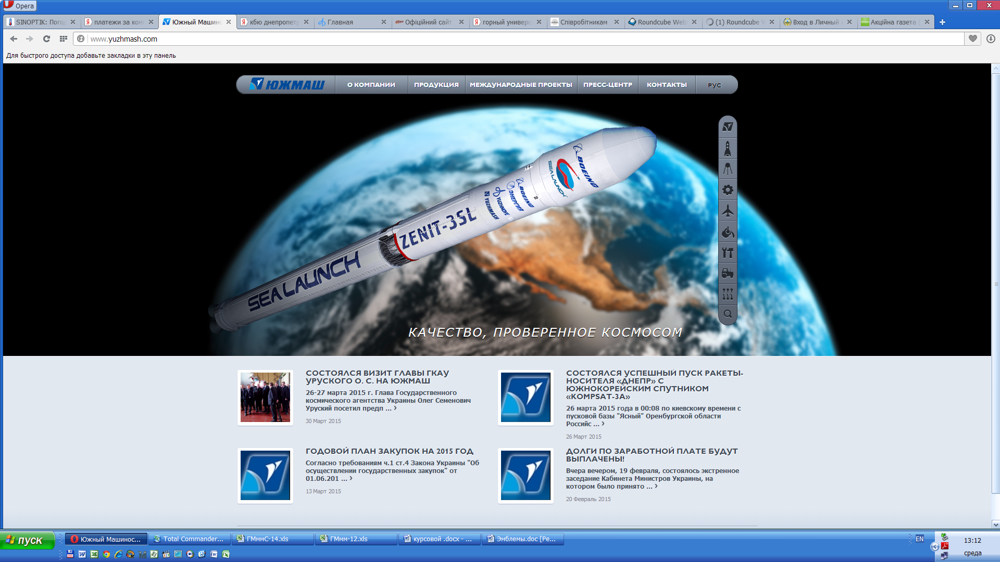 Opera
SINOPTIK: Пого
платежи за ком
Южный Машинс
кбю днепропетр
Главная
Офіційний сайт
горный универс
Співробітникам
Roundcube Web
(1) Roundcube W
Вход в Личный к
Акційна газета
www.yuzhmash.com
Для быстрого доступа добавьте закладки в эту панель
ЮЖМАШ
О КОМПАНИИ
ПРОДУКЦИЯ
МЕЖДУНАРОДНЫЕ ПРОЕКТЫ
ПРЕСС-ЦЕНТР
КОНТАКТЫ
РУС
BOEING
SEA LAUNCH
BOEING
ЭНЕРГИЯ
YUZHNOYE
YUZHMASH
ZENIT-3SL
SEA LAUNCH
КАЧЕСТВО, ПРОВЕРЕННОЕ КОСМОСОМ
СОСТОЯЛСЯ ВИЗИТ ГЛАВЫ ГКАУ
УРУСКОГО О. С. НА ЮЖМАШ
26-27 марта 2015 г. Глава Государственного
космического агентства Украины Олег Семенович
Уруский посетил предп ... ›
30 Март 2015
СОСТОЯЛСЯ УСПЕШНЫЙ ПУСК РАКЕТЫ-
НОСИТЕЛЯ «ДНЕПР» С
ЮЖНОКОРЕЙСКИМ СПУТНИКОМ
«KOMPSAT-3A»
26 марта 2015 года в 00:08 по киевскому времени с
пусковой базы "Ясный" Оренбургской области
Российс ... ›
26 Март 2015
ГОДОВОЙ ПЛАН ЗАКУПОК НА 2015 ГОД
Согласно требованиям ч.1 ст.4 Закона Украины "Об
осуществлении государственных закупок" от
01.06.201 ... ›
13 Март 2015
ДОЛГИ ПО ЗАРАБОТНОЙ ПЛАТЕ БУДУТ
ВЫПЛАЧЕНЫ!
Вчера вечером, 19 февраля, состоялось экстренное
заседание Кабинета Министров Украины, на
котором было принято ... ›
20 Февраль 2015
пуск
Южный Машинос...
Total Commander...
ГМммС-14.xls
ГМмм-12.xls
курсовой .docx - ...
Эмблемы.doc [Ре...
EN
13:12
среда